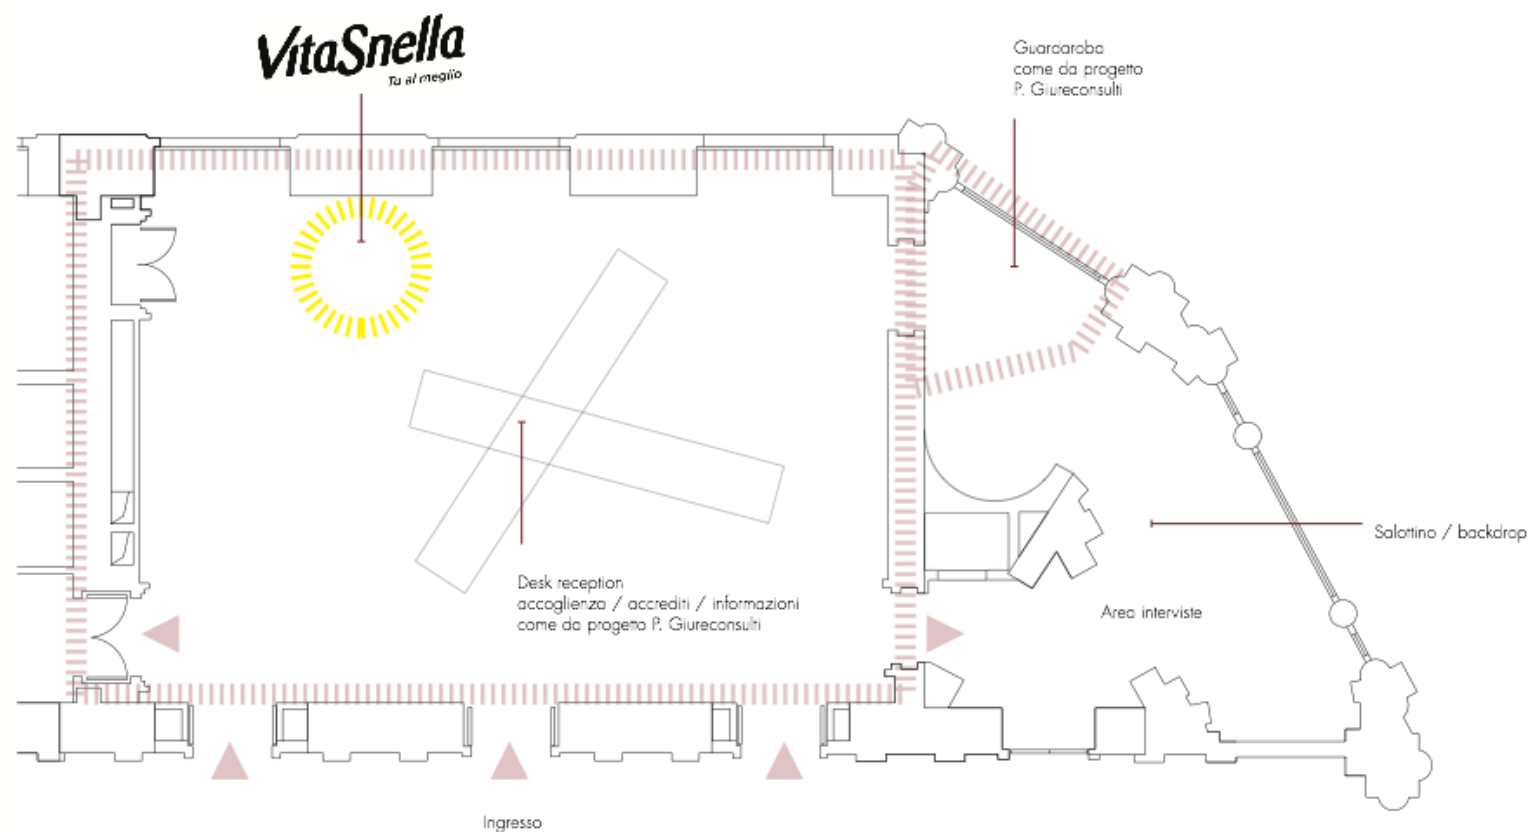 VitaSnella
Tu al meglio
Guardaroba
come da progetto
P. Giureconsulti
Desk reception
accoglienza / accrediti / informazioni
come da progetto P. Giureconsulti
Salottino / backdrop
Area interviste
Ingresso